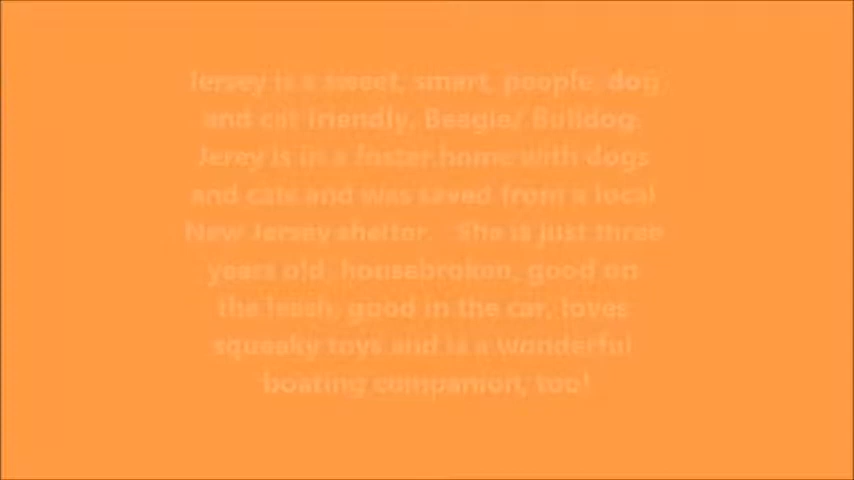 Jersey is a sweet, smart, people, dog
and cat friendly, Beagle/ Bulldog.
Jerey is in a foster home with dogs
and cats and was saved from a local
New Jersey shelter. She is just three
years old, housebroken, good on
the leash, good in the car, loves
squeaky toys and is a wonderful
boating companion, too!